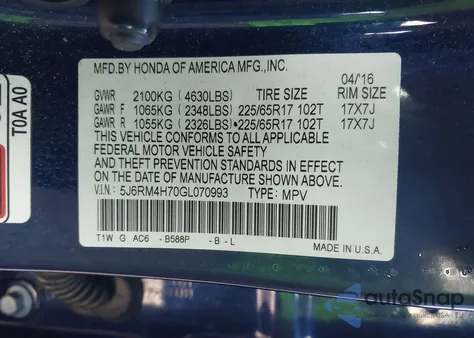 MFD.BY HONDA OF AMERICA MFG.,INC.
04/'16
GVWR 2100KG (4630LBS) TIRE SIZE RIM SIZE
GAWR F 1065KG (2348LBS) 225/65R17 102T 17X7J
GAWR R 1055KG (2326LBS)•225/65R17 102T 17X7J
THIS VEHICLE CONFORMS TO ALL APPLICABLE
FEDERAL MOTOR VEHICLE SAFETY
AND THEFT PREVENTION STANDARDS IN EFFECT
ON THE DATE OF MANUFACTURE SHOWN ABOVE.
V.I.N.: 5J6RM4H70GL070993 TYPE: MPV
T1W G AC6 -B588P -B-L
MADE IN U.S.A.
T0A A0
autoSnap